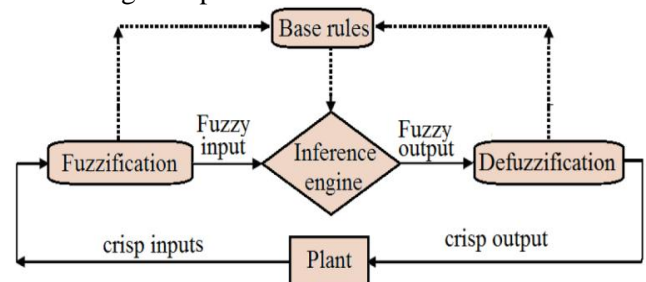 Base rules
Fuzzy
input
Fuzzy
output
Fuzzification
Inference
engine
Defuzzification
crisp inputs
Plant
crisp output